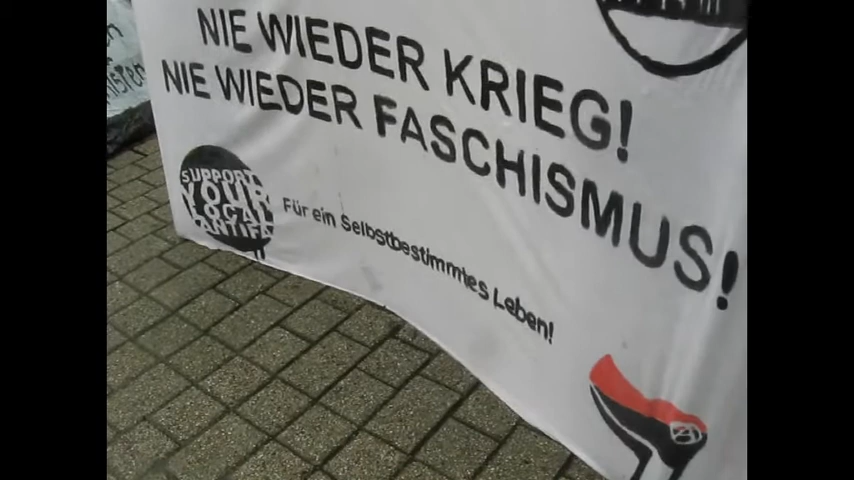 NIE WIEDER KRIEG!
NIE WIEDER FASCHISMUS!
SUPPORT
YOUR
LOCAL
ANTIFA
Für ein Selbstbestimmtes Leben!